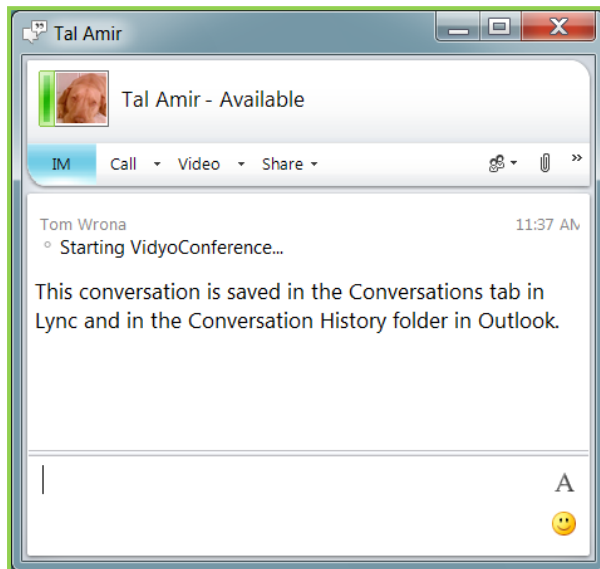 Tal Amir
Tal Amir - Available
IM Call Video Share
Tom Wrona 11:37 AM
Starting VidyoConference...
This conversation is saved in the Conversations tab in
Lync and in the Conversation History folder in Outlook.
A